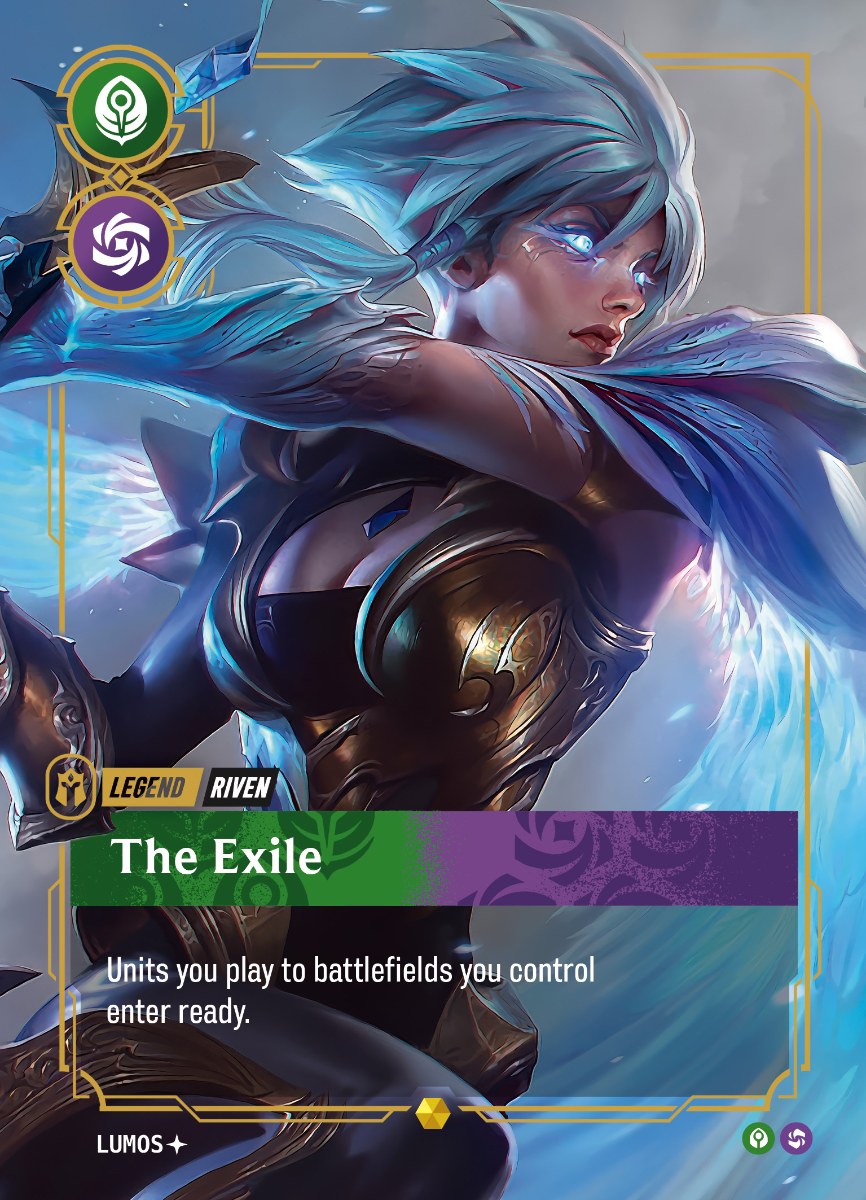 LEGEND RIVEN
The Exile
Units you play to battlefields you control
enter ready.
LUMOS